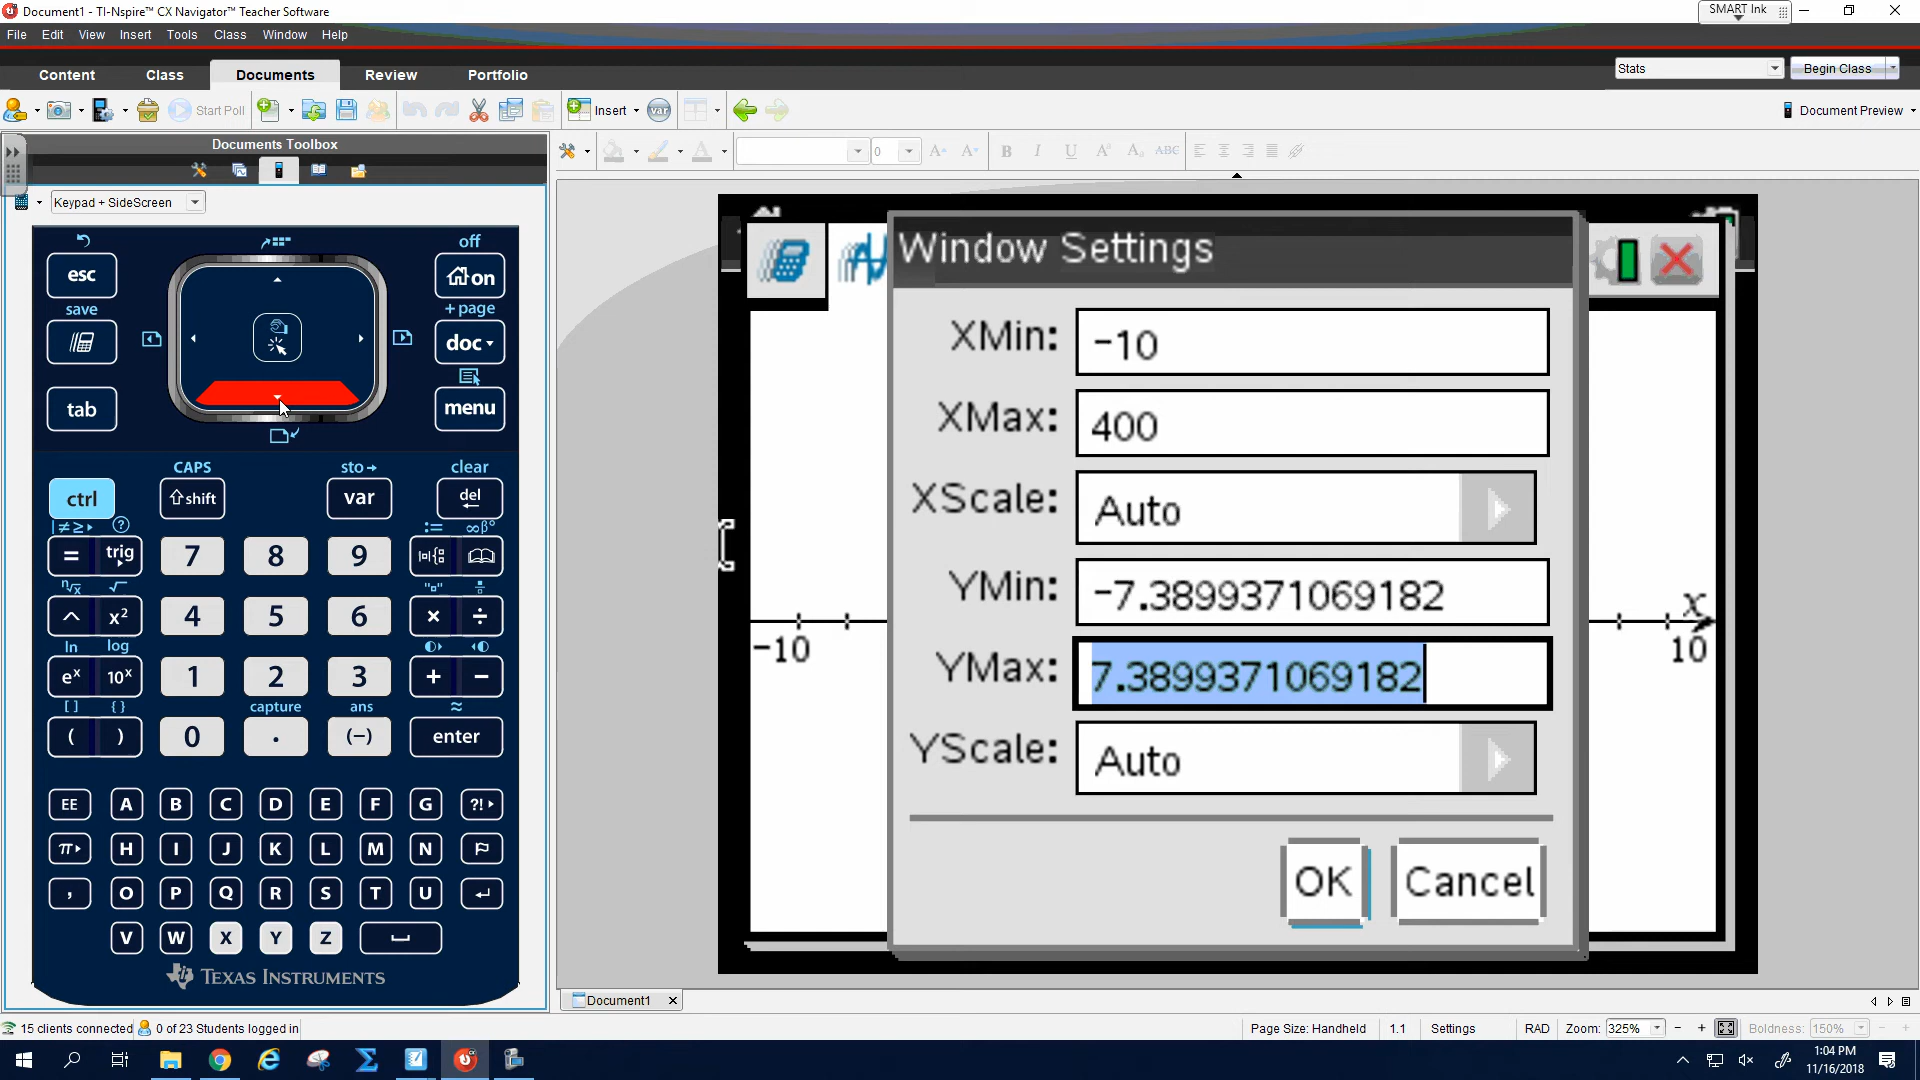 Document1 - TI-Nspire™ CX Navigator™ Teacher Software
SMART Ink
File Edit View Insert Tools Class Window Help
Content Class Documents Review Portfolio
Stats
Begin Class
Start Poll
Insert
var
Document Preview
Documents Toolbox
0
B I U A A ABC
Keypad + SideScreen
off
esc
on
save
+ page
doc
tab
menu
CAPS
sto→
clear
ctrl
⇧shift
var
del
|≠≥▸ ?
:= ∞β°
= trig 7 8 9
ⁿ√x √
"▫"
^ x² 4 5 6 × ÷
ln log
eˣ 10ˣ 1 2 3 + −
[ ] { } capture ans ≈
( ) 0 . (−) enter
EE A B C D E F G ?!▸
π▸ H I J K L M N
, O P Q R S T U
V W X Y Z
TEXAS INSTRUMENTS
Window Settings
XMin: -10
XMax: 400
XScale: Auto
YMin: -7.3899371069182
YMax: 7.3899371069182
YScale: Auto
OK Cancel
-10
x
10
Document1
15 clients connected
0 of 23 Students logged in
Page Size: Handheld 1.1 Settings RAD Zoom: 325% − + Boldness: 150% − +
1:04 PM
11/16/2018